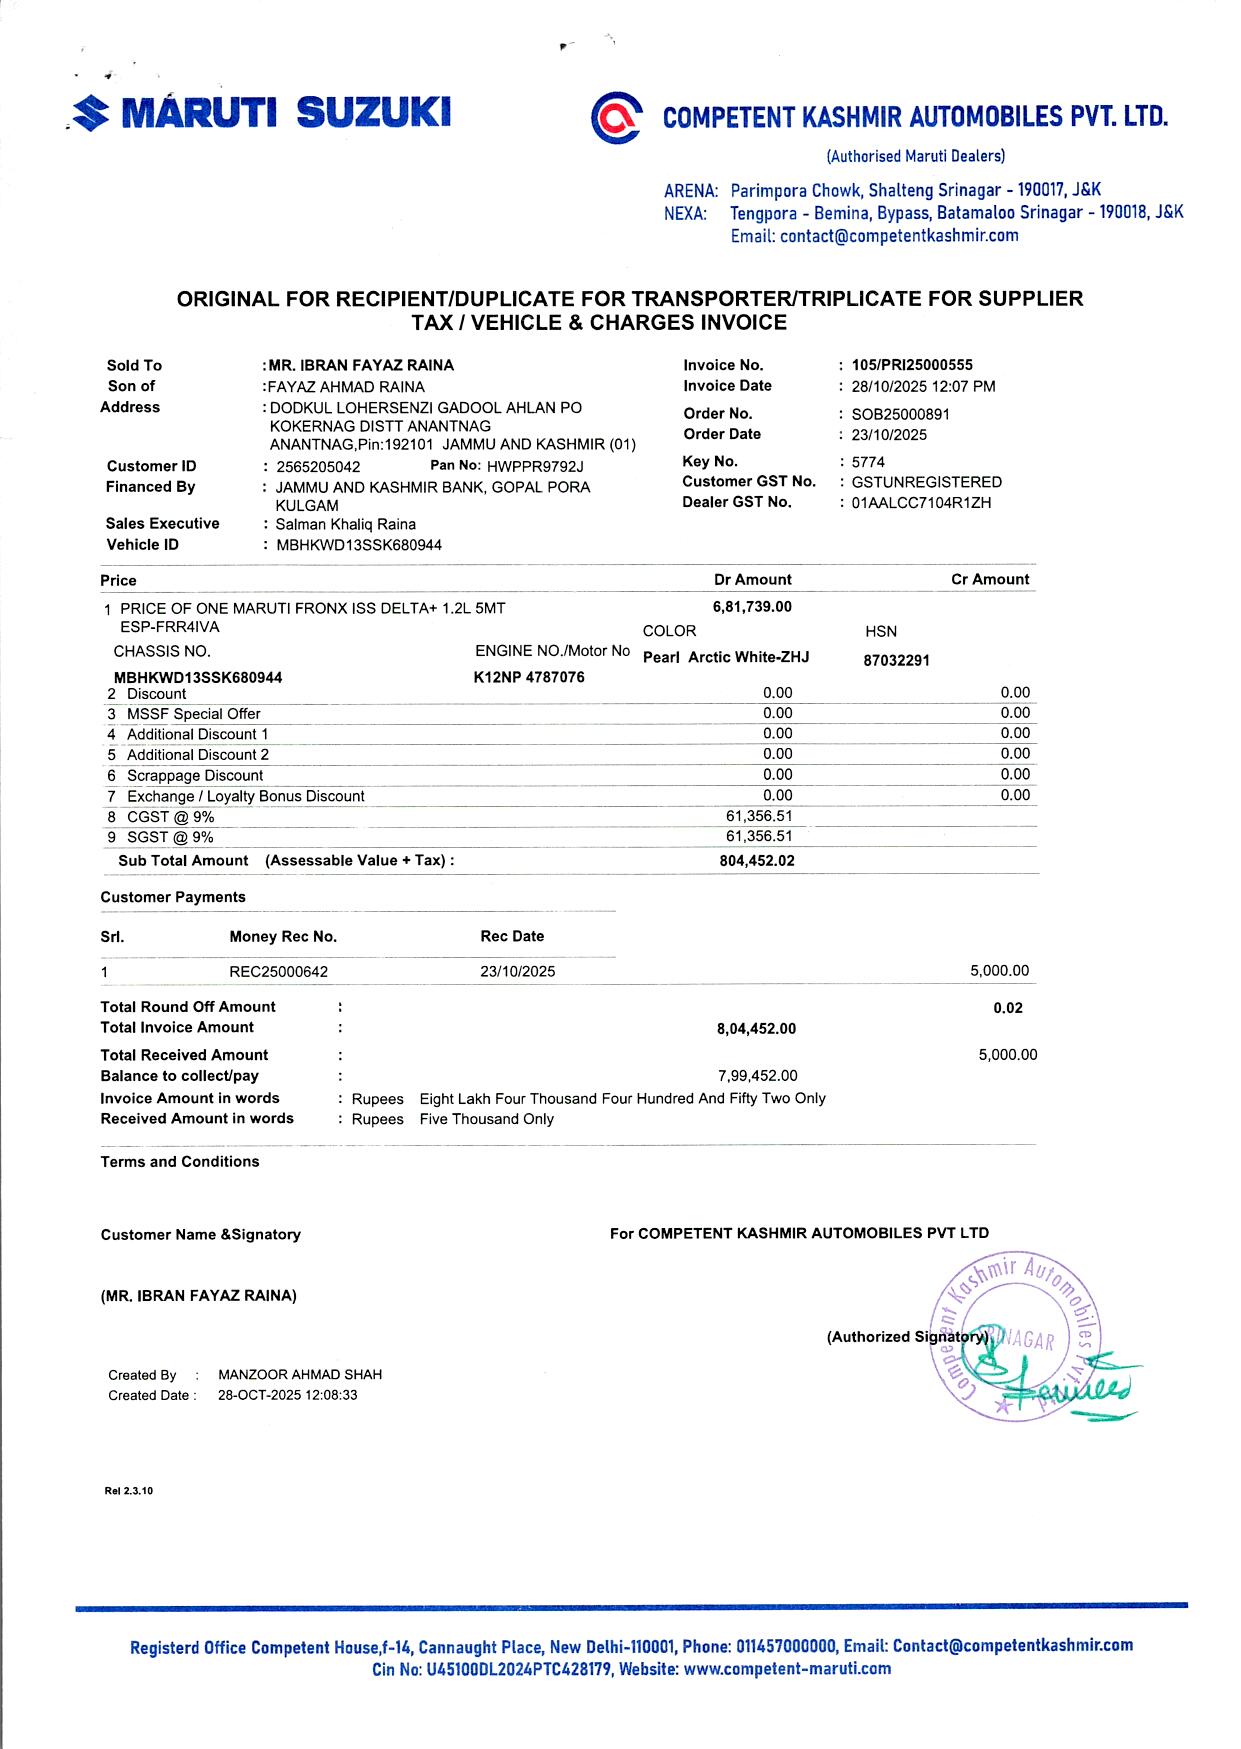 MARUTI SUZUKI
COMPETENT KASHMIR AUTOMOBILES PVT. LTD.
(Authorised Maruti Dealers)
ARENA: Parimpora Chowk, Shalteng Srinagar - 190017, J&K
NEXA: Tengpora - Bemina, Bypass, Batamaloo Srinagar - 190018, J&K
Email: contact@competentkashmir.com
ORIGINAL FOR RECIPIENT/DUPLICATE FOR TRANSPORTER/TRIPLICATE FOR SUPPLIER
TAX / VEHICLE & CHARGES INVOICE
Sold To : MR. IBRAN FAYAZ RAINA
Son of : FAYAZ AHMAD RAINA
Address : DODKUL LOHERSENZI GADOOL AHLAN PO
KOKERNAG DISTT ANANTNAG
ANANTNAG,Pin:192101 JAMMU AND KASHMIR (01)
Customer ID : 2565205042 Pan No: HWPPR9792J
Financed By : JAMMU AND KASHMIR BANK, GOPAL PORA
KULGAM
Sales Executive : Salman Khaliq Raina
Vehicle ID : MBHKWD13SSK680944
Invoice No. : 105/PRI25000555
Invoice Date : 28/10/2025 12:07 PM
Order No. : SOB25000891
Order Date : 23/10/2025
Key No. : 5774
Customer GST No. : GSTUNREGISTERED
Dealer GST No. : 01AALCC7104R1ZH
Price Dr Amount Cr Amount
1 PRICE OF ONE MARUTI FRONX ISS DELTA+ 1.2L 5MT 6,81,739.00
ESP-FRR4IVA
COLOR HSN
CHASSIS NO. ENGINE NO./Motor No
Pearl Arctic White-ZHJ 87032291
MBHKWD13SSK680944 K12NP 4787076
2 Discount 0.00 0.00
3 MSSF Special Offer 0.00 0.00
4 Additional Discount 1 0.00 0.00
5 Additional Discount 2 0.00 0.00
6 Scrappage Discount 0.00 0.00
7 Exchange / Loyalty Bonus Discount 0.00 0.00
8 CGST @ 9% 61,356.51
9 SGST @ 9% 61,356.51
Sub Total Amount (Assessable Value + Tax) : 804,452.02
Customer Payments
Srl. Money Rec No. Rec Date
1 REC25000642 23/10/2025 5,000.00
Total Round Off Amount : 0.02
Total Invoice Amount : 8,04,452.00
Total Received Amount : 5,000.00
Balance to collect/pay : 7,99,452.00
Invoice Amount in words : Rupees Eight Lakh Four Thousand Four Hundred And Fifty Two Only
Received Amount in words : Rupees Five Thousand Only
Terms and Conditions
Customer Name &Signatory
For COMPETENT KASHMIR AUTOMOBILES PVT LTD
(MR. IBRAN FAYAZ RAINA)
(Authorized Signatory)
Competent Kashmir Automobiles Pvt. Ltd
SRINAGAR
Created By : MANZOOR AHMAD SHAH
Created Date : 28-OCT-2025 12:08:33
Rel 2.3.10
Registerd Office Competent House,f-14, Cannaught Place, New Delhi-110001, Phone: 011457000000, Email: Contact@competentkashmir.com
Cin No: U45100DL2024PTC428179, Website: www.competent-maruti.com